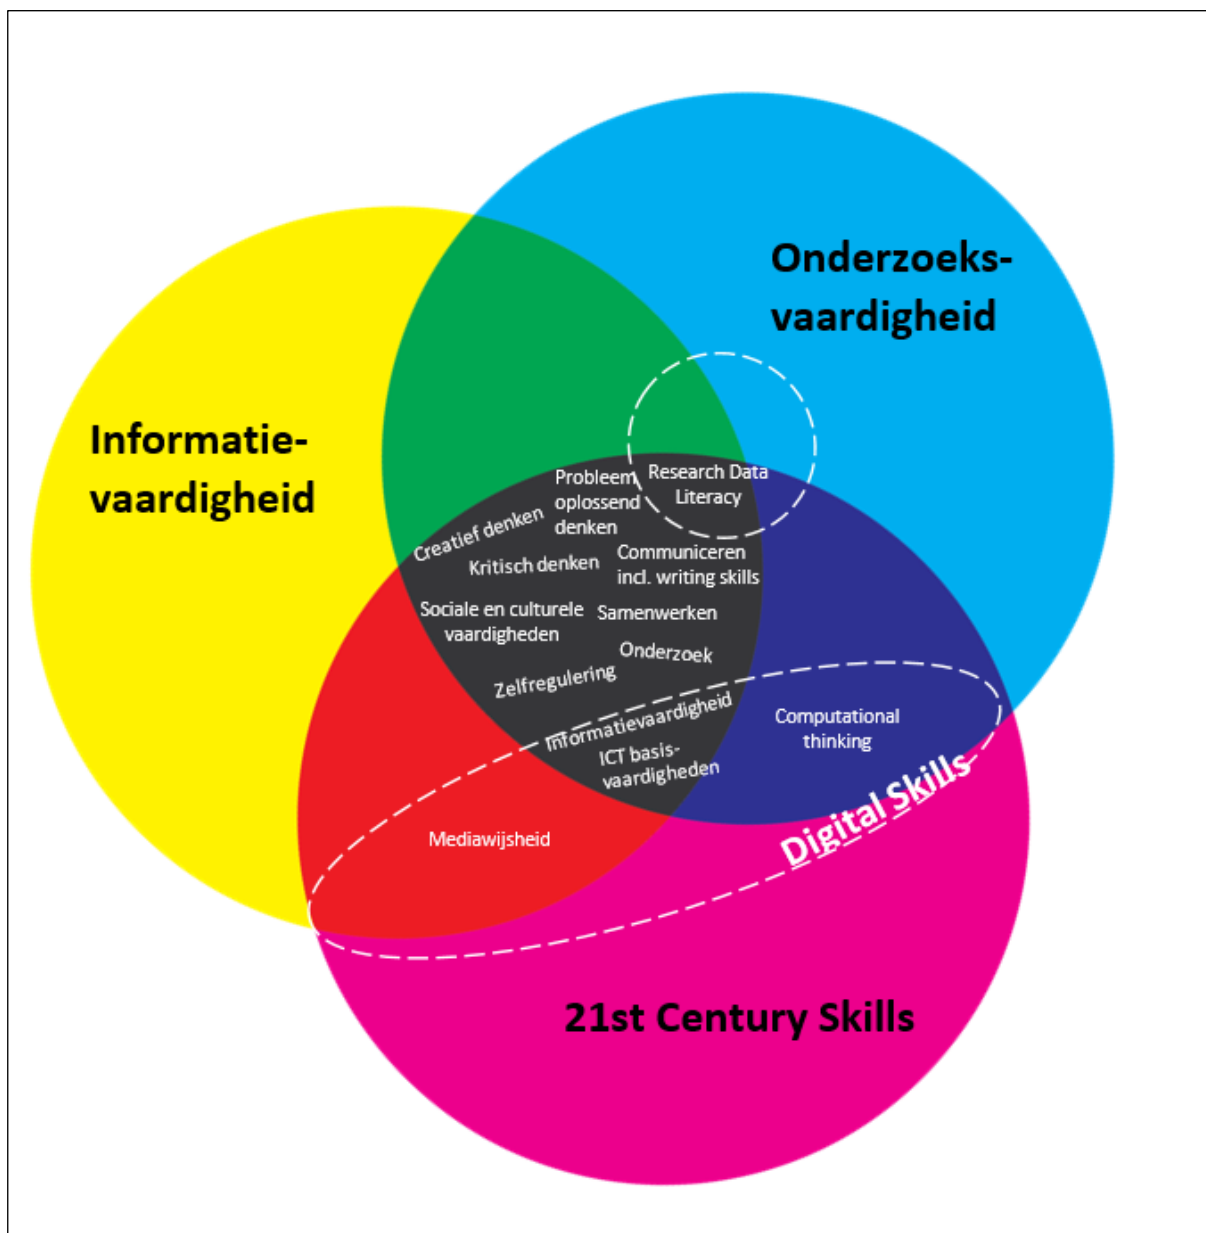 Onderzoeks-
vaardigheid
Informatie-
vaardigheid
Research Data
Literacy
Probleem
oplossend
denken
Creatief denken
Kritisch denken
Communiceren
incl. writing skills
Sociale en culturele
vaardigheden
Samenwerken
Onderzoek
Zelfregulering
Informatievaardigheid
ICT basis-
vaardigheden
Computational
thinking
Digital Skills
Mediawijsheid
21st Century Skills